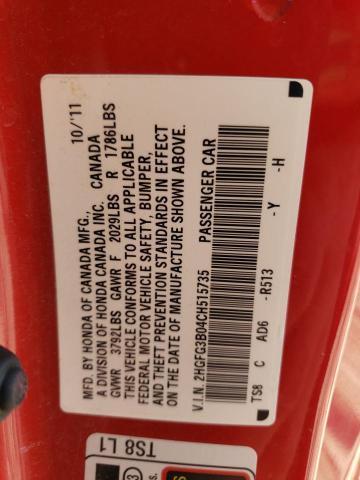 MFD. BY HONDA OF CANADA MFG., 10/'11
A DIVISION OF HONDA CANADA INC. CANADA
GVWR 3792LBS GAWR F 2029LBS R 1786LBS
THIS VEHICLE CONFORMS TO ALL APPLICABLE
FEDERAL MOTOR VEHICLE SAFETY, BUMPER,
AND THEFT PREVENTION STANDARDS IN EFFECT
ON THE DATE OF MANUFACTURE SHOWN ABOVE.
V.I.N. 2HGFG3B04CH515735 PASSENGER CAR
TS8 C AD6 -R513 -Y -H
TS8 L1